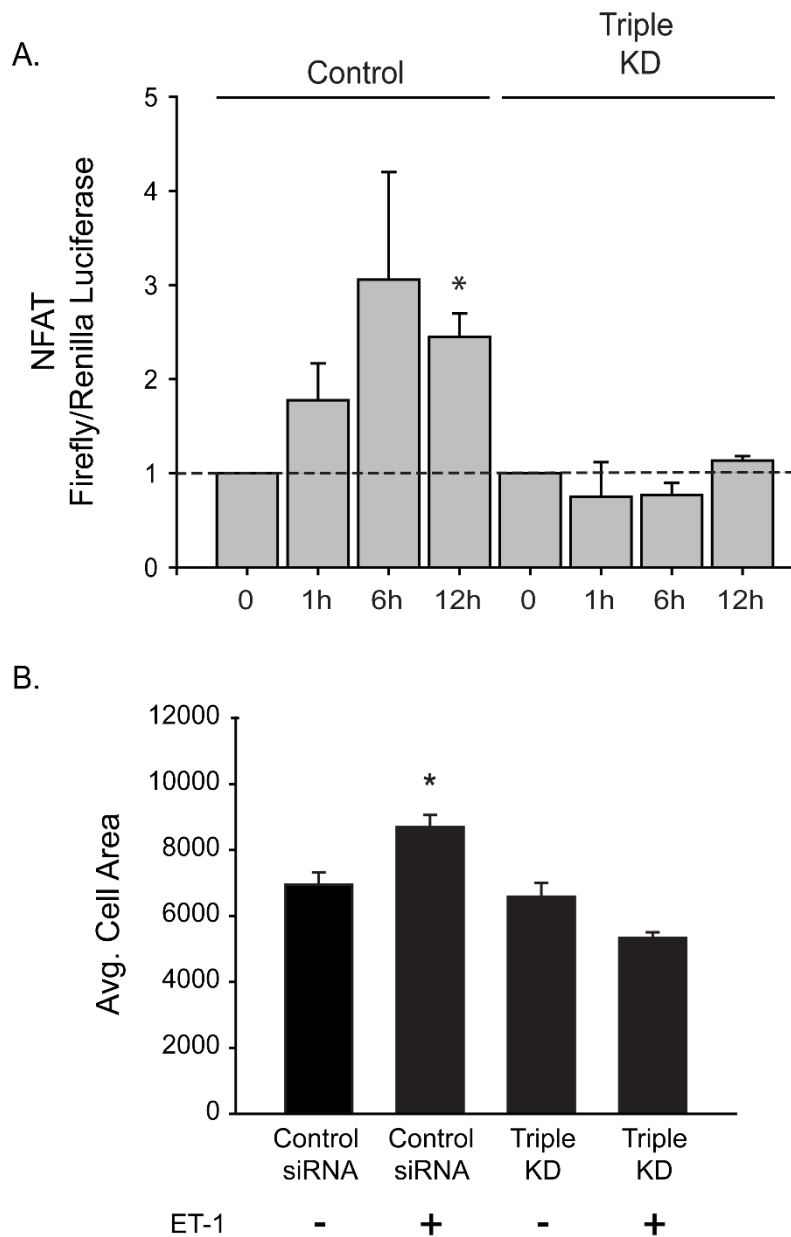 A.
Control
Triple
KD
NFAT
Firefly/Renilla Luciferase
5
4
3
2
1
0
*
0 1h 6h 12h 0 1h 6h 12h
B.
Avg. Cell Area
12000
10000
8000
6000
4000
2000
0
*
Control Control Triple Triple
siRNA siRNA KD KD
ET-1 - + - +